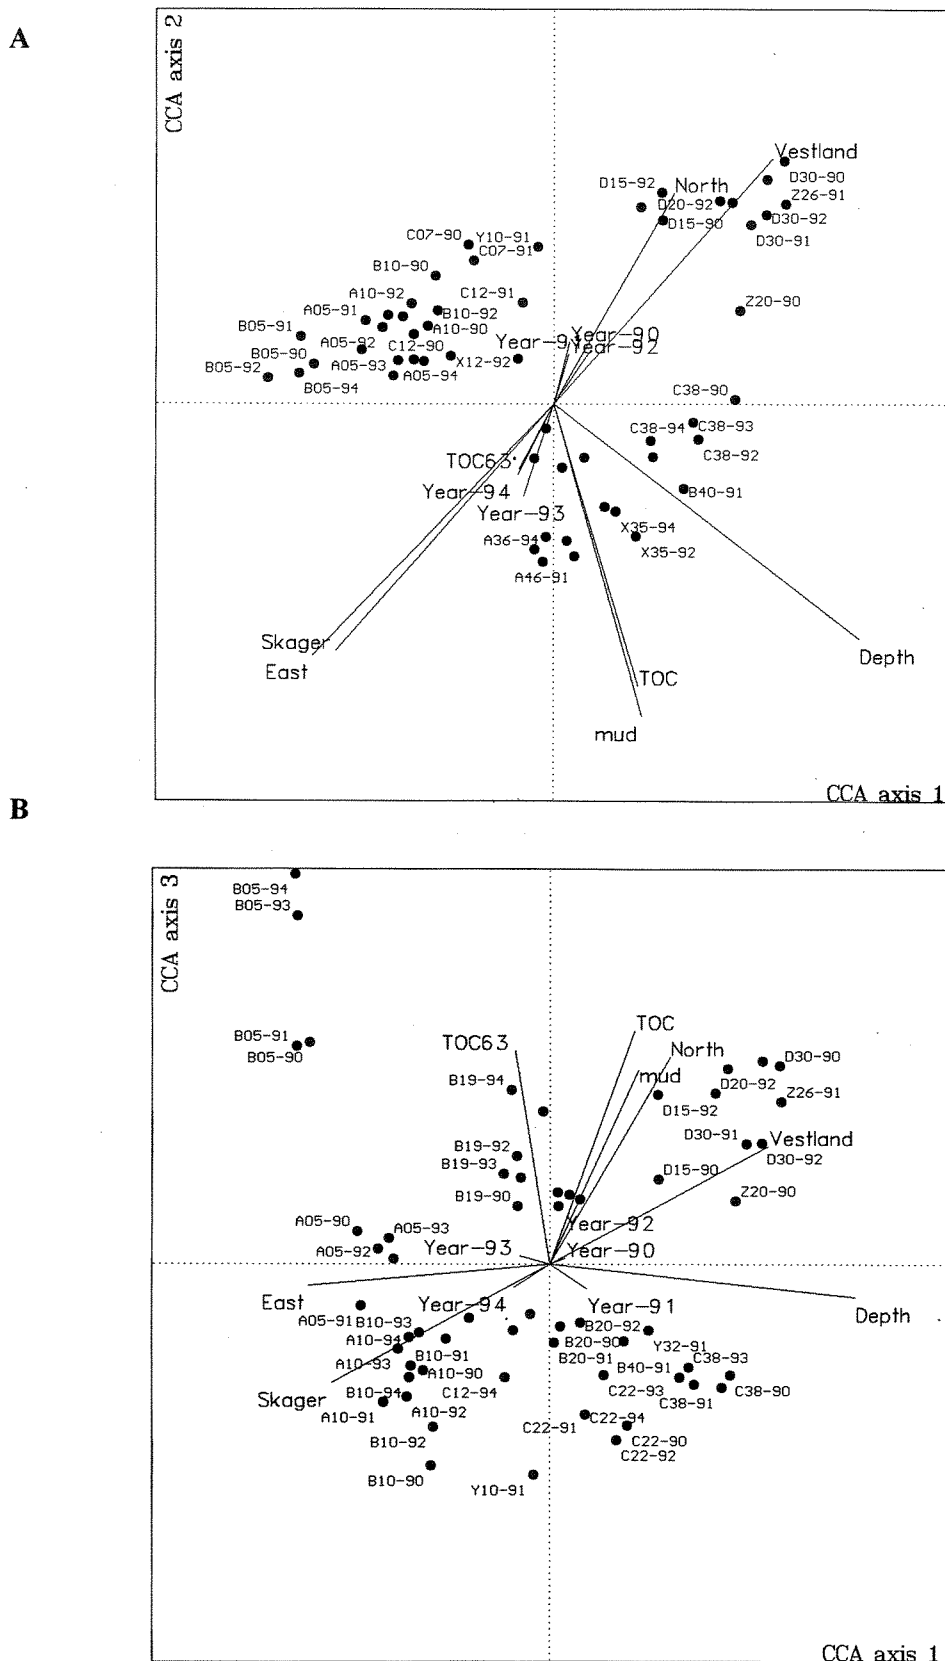 A
CCA axis 2
Vestland
D15-92
North
D30-90
Z26-91
D20-92
D30-92
D15-90
D30-91
C07-90
Y10-91
C07-91
B10-90
A10-92
C12-91
Z20-90
A05-91
B10-92
B05-91
A10-90
Year-90
Year-92
A05-92
C12-90
B05-90
A05-93
X12-92
B05-92
A05-94
B05-94
C38-90
C38-94
C38-93
C38-92
TOC63
Year-94
B40-91
Year-93
X35-94
A36-94
X35-92
A46-91
Skager
East
Depth
TOC
mud
CCA axis 1
B
CCA axis 3
B05-94
B05-93
B05-91
B05-90
TOC63
TOC
North
D30-90
B19-94
mud
D20-92
Z26-91
D15-92
B19-92
D30-91
Vestland
B19-93
D30-92
D15-90
B19-90
Z20-90
A05-90
A05-93
Year-92
A05-92
Year-93
Year-90
East
Year-94
Year-91
Depth
A05-91
B10-93
B20-92
A10-94
B20-90
Y32-91
A10-93
B10-91
B20-91
C38-93
A10-90
B40-91
Skager
B10-94
C12-94
C22-93
C38-90
A10-91
C38-91
A10-92
C22-91
C22-94
B10-92
C22-90
C22-92
B10-90
Y10-91
CCA axis 1